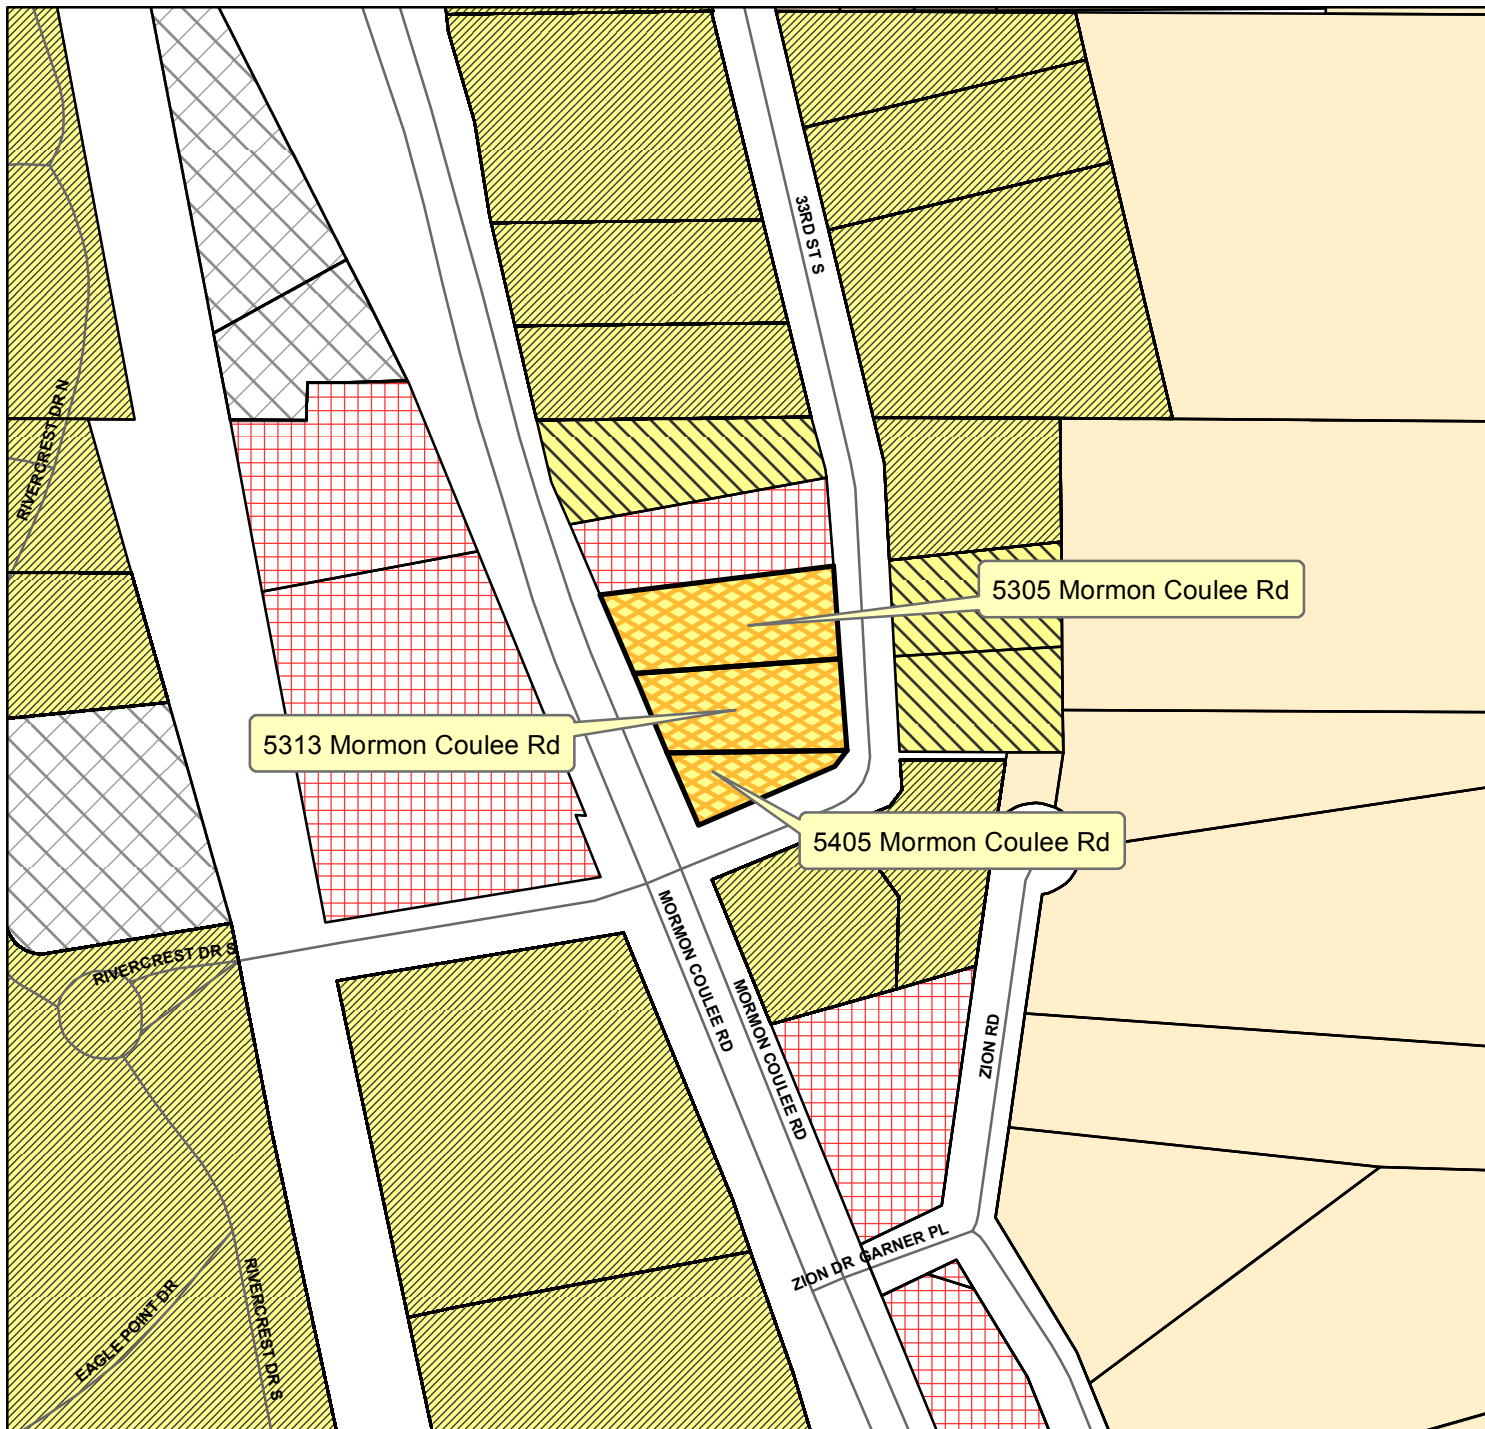 33RD ST S
RIVERCREST DR N
5305 Mormon Coulee Rd
5313 Mormon Coulee Rd
5405 Mormon Coulee Rd
MORMON COULEE RD
MORMON COULEE RD
RIVERCREST DR S
ZION RD
ZION DR GARNER PL
EAGLE POINT DR
RIVERCREST DR S